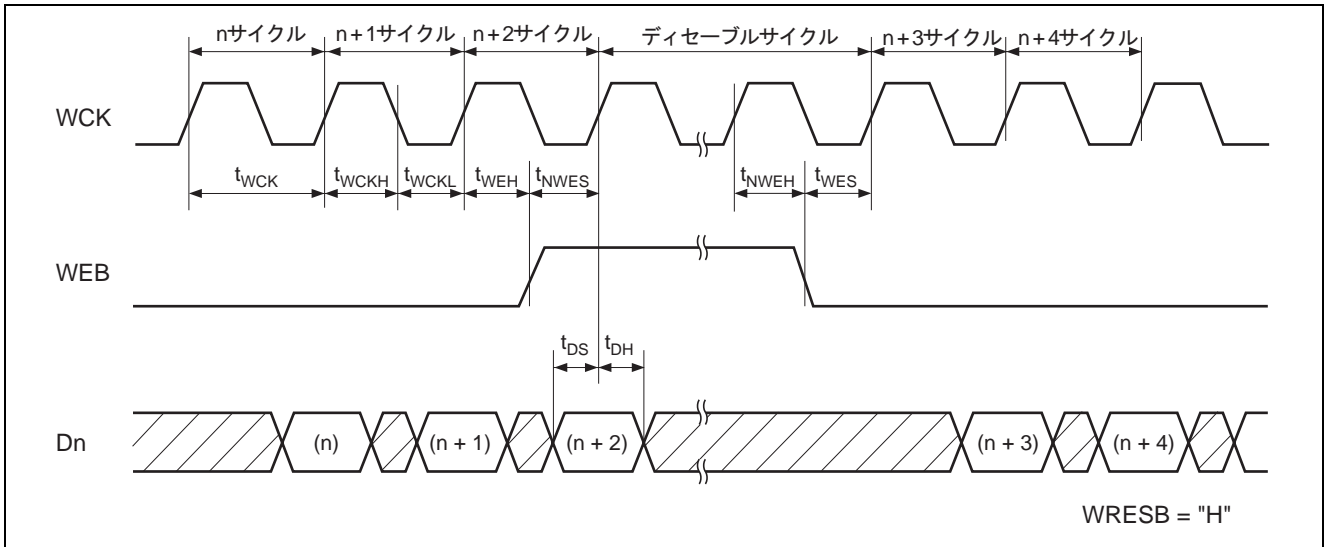 nサイクル n+1サイクル n+2サイクル ディセーブルサイクル n+3サイクル n+4サイクル
WCK
tWCK tWCKH tWCKL tWEH tNWES tNWEH tWES
WEB
tDS tDH
Dn (n) (n + 1) (n + 2) (n + 3) (n + 4)
WRESB = "H"